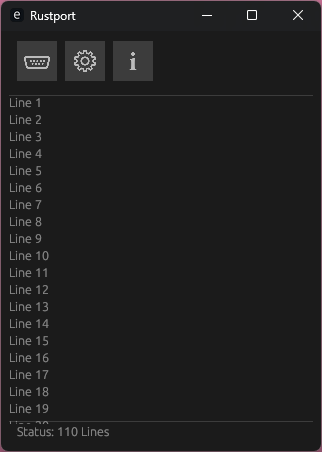 e Rustport
i
Line 1
Line 2
Line 3
Line 4
Line 5
Line 6
Line 7
Line 8
Line 9
Line 10
Line 11
Line 12
Line 13
Line 14
Line 15
Line 16
Line 17
Line 18
Line 19
Status: 110 Lines